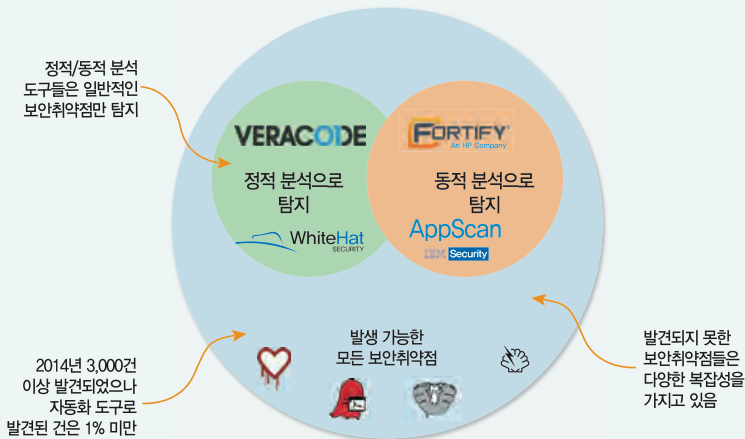 정적/동적 분석
도구들은 일반적인
보안취약점만 탐지
VERACODE
정적 분석으로
탐지
WhiteHat
SECURITY
FORTIFY
An HP Company
동적 분석으로
탐지
AppScan
IBM Security
발생 가능한
모든 보안취약점
2014년 3,000건
이상 발견되었으나
자동화 도구로
발견된 건은 1% 미만
발견되지 못한
보안취약점들은
다양한 복잡성을
가지고 있음